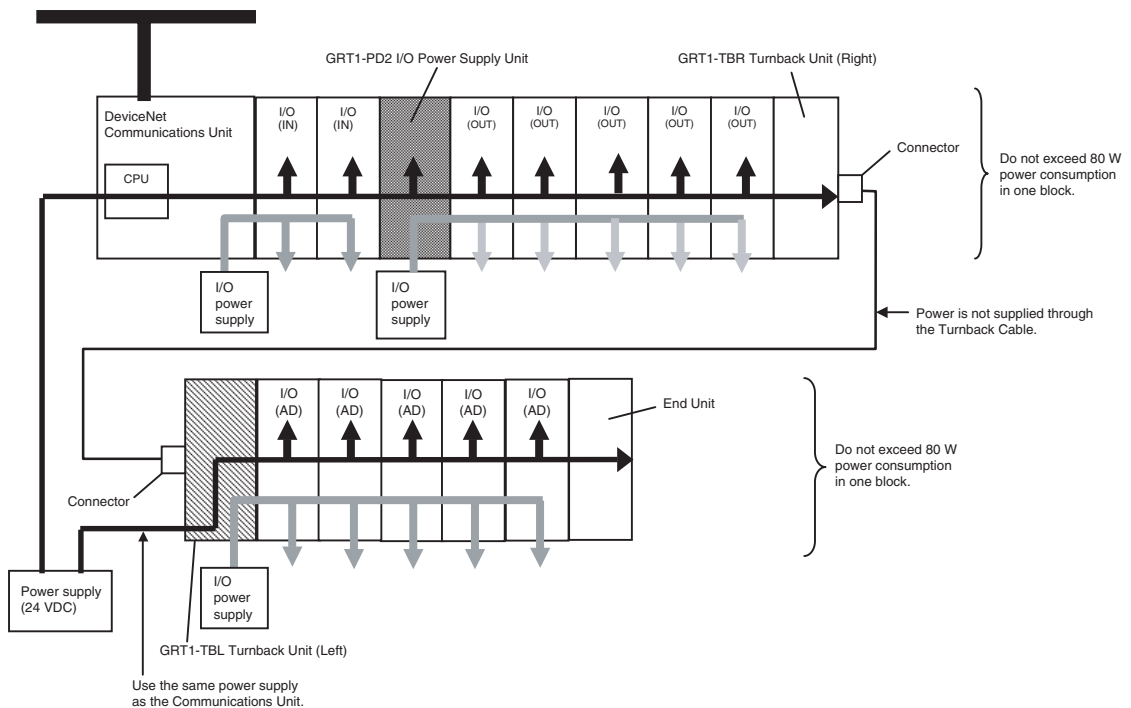 GRT1-PD2 I/O Power Supply Unit
GRT1-TBR Turnback Unit (Right)
DeviceNet
Communications Unit
CPU
I/O
(IN)
I/O
(IN)
I/O
(OUT)
I/O
(OUT)
I/O
(OUT)
I/O
(OUT)
I/O
(OUT)
Connector
Do not exceed 80 W
power consumption
in one block.
I/O
power
supply
I/O
power
supply
Power is not supplied through
the Turnback Cable.
I/O
(AD)
I/O
(AD)
I/O
(AD)
I/O
(AD)
I/O
(AD)
End Unit
Do not exceed 80 W
power consumption
in one block.
Connector
Power supply
(24 VDC)
I/O
power
supply
GRT1-TBL Turnback Unit (Left)
Use the same power supply
as the Communications Unit.